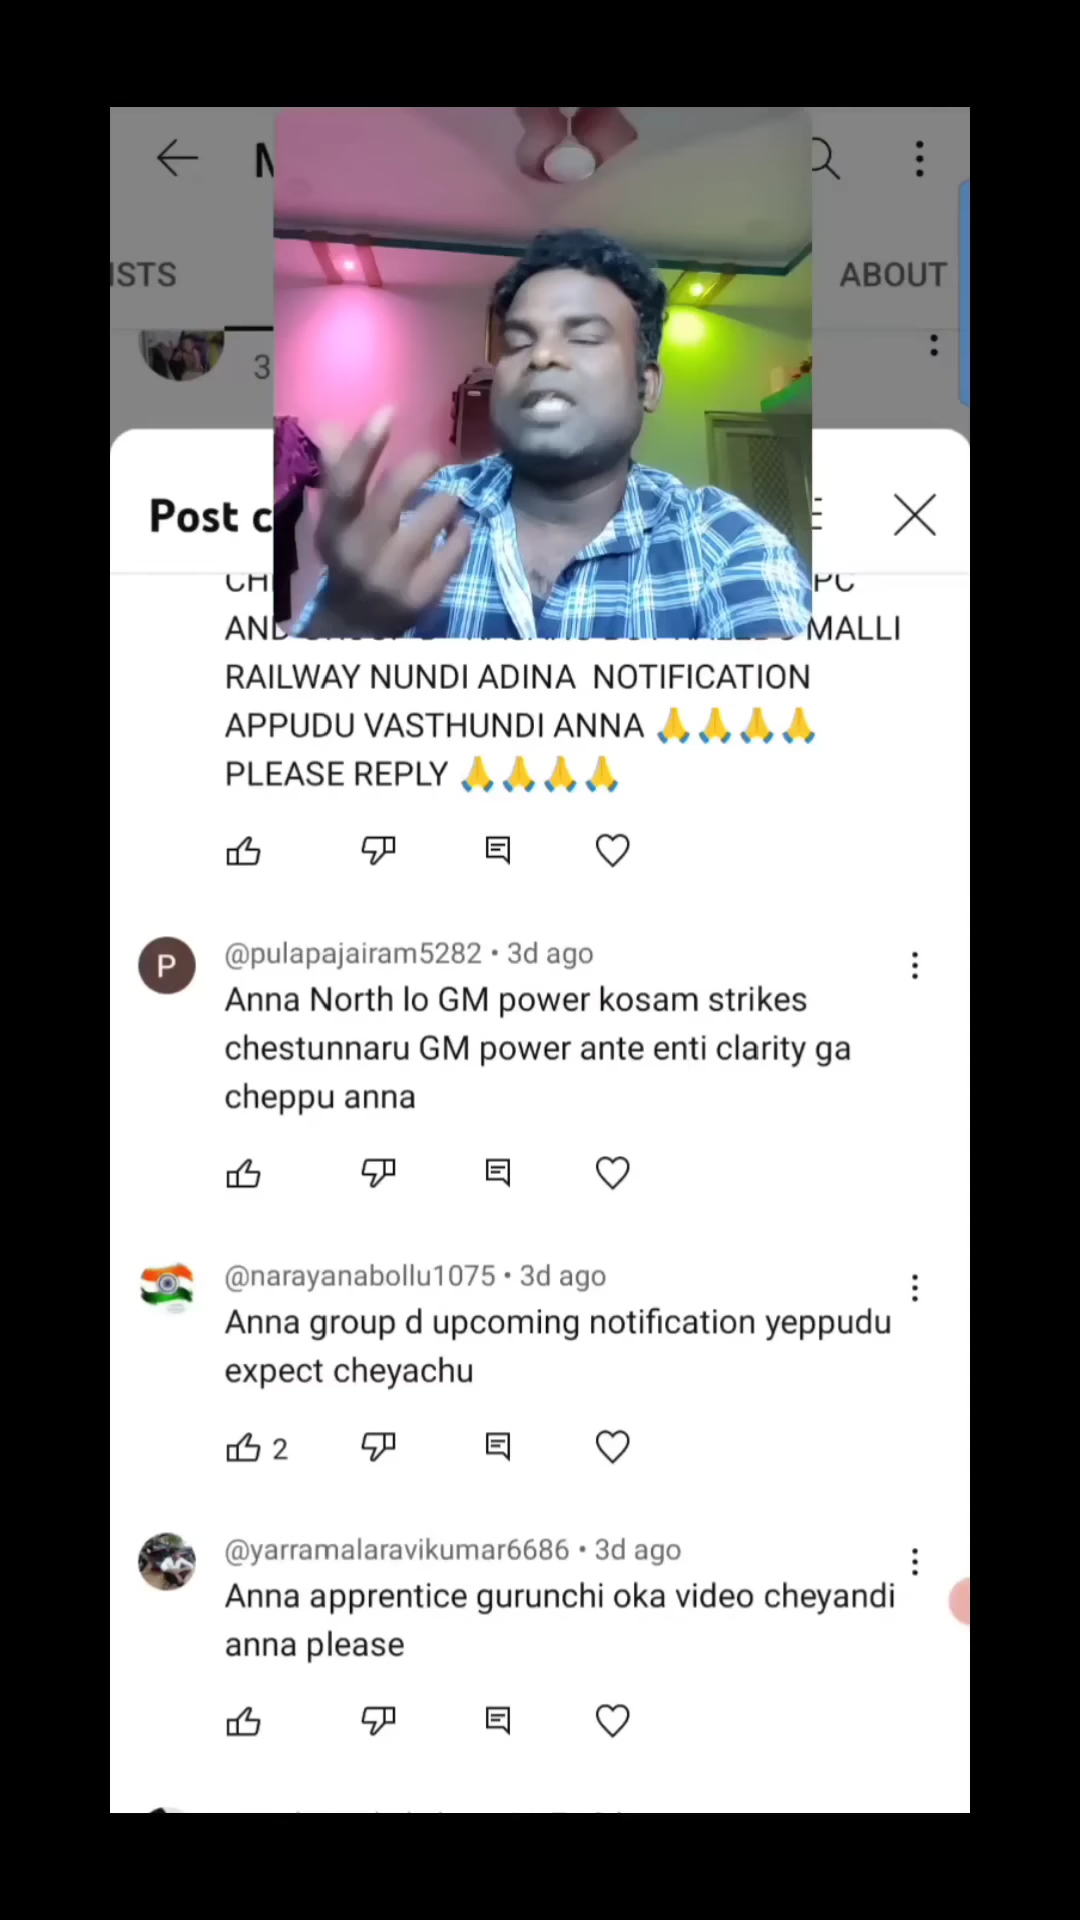 ISTS
ABOUT
3
Post c
MALLI
RAILWAY NUNDI ADINA NOTIFICATION
APPUDU VASTHUNDI ANNA 🙏🙏🙏🙏
PLEASE REPLY 🙏🙏🙏🙏
P
@pulapajairam5282 • 3d ago
Anna North lo GM power kosam strikes
chestunnaru GM power ante enti clarity ga
cheppu anna
@narayanabollu1075 • 3d ago
Anna group d upcoming notification yeppudu
expect cheyachu
2
@yarramalaravikumar6686 • 3d ago
Anna apprentice gurunchi oka video cheyandi
anna please